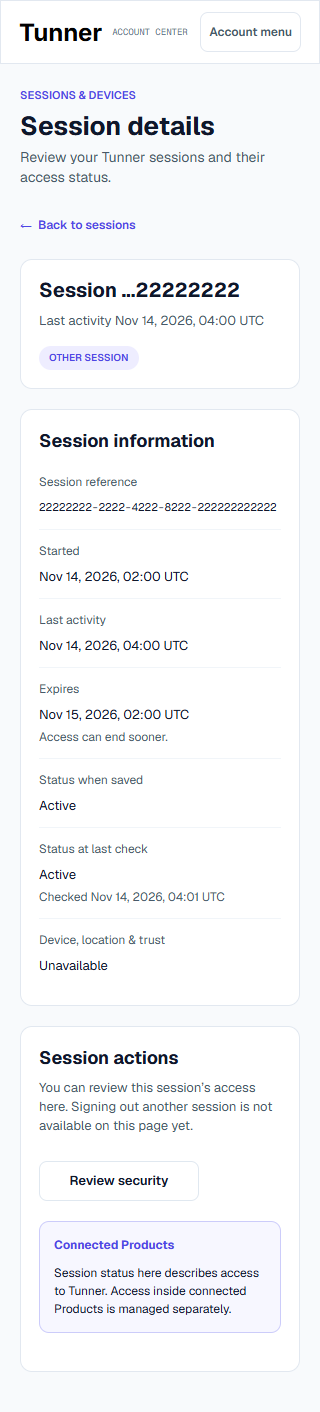 Tunner ACCOUNT CENTER Account menu
SESSIONS & DEVICES
Session details
Review your Tunner sessions and their
access status.
← Back to sessions
Session …22222222
Last activity Nov 14, 2026, 04:00 UTC
OTHER SESSION
Session information
Session reference
22222222-2222-4222-8222-222222222222
Started
Nov 14, 2026, 02:00 UTC
Last activity
Nov 14, 2026, 04:00 UTC
Expires
Nov 15, 2026, 02:00 UTC
Access can end sooner.
Status when saved
Active
Status at last check
Active
Checked Nov 14, 2026, 04:01 UTC
Device, location & trust
Unavailable
Session actions
You can review this session's access
here. Signing out another session is not
available on this page yet.
Review security
Connected Products
Session status here describes access
to Tunner. Access inside connected
Products is managed separately.